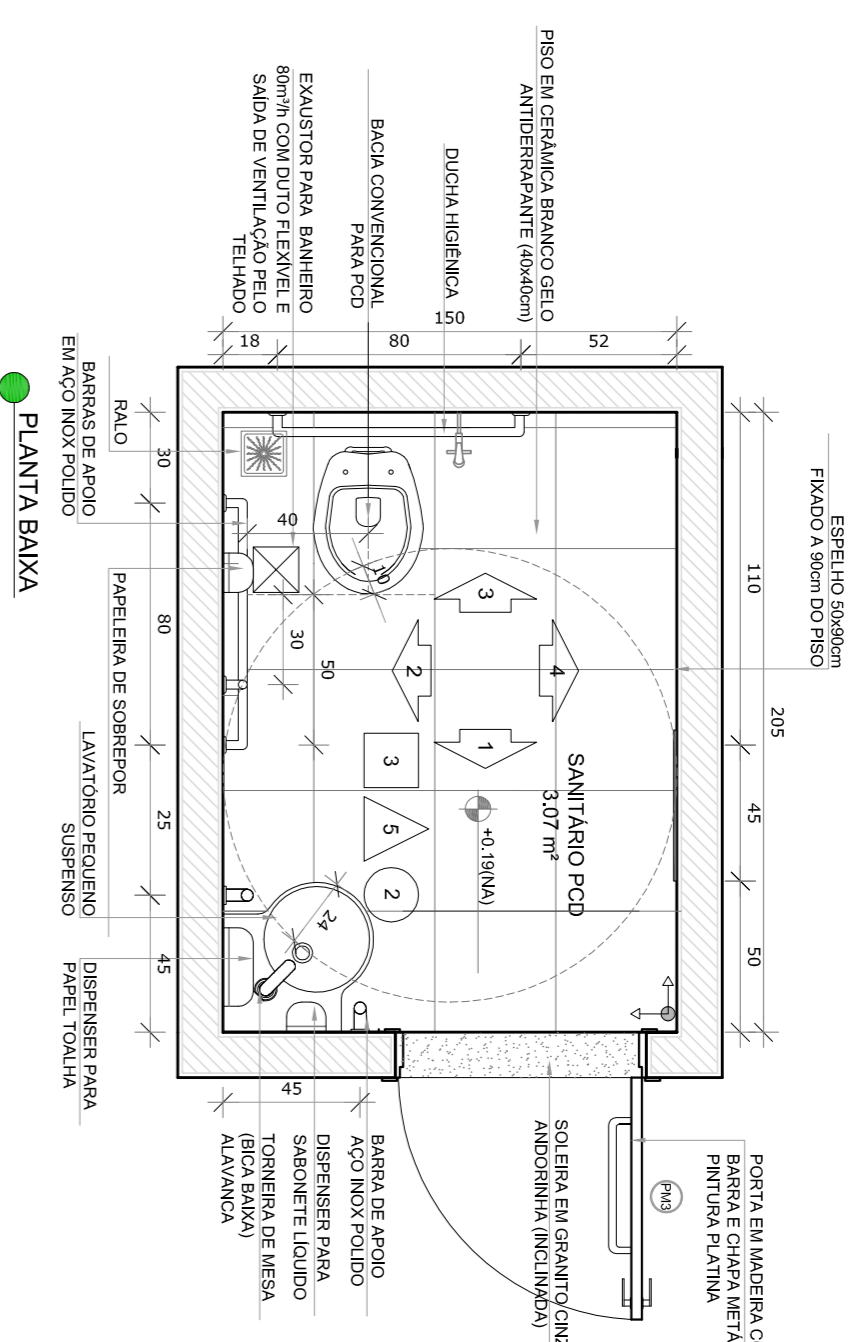 ESPELHO 50x90cm
FIXADO A 90cm DO PISO
PISO EM CERÂMICA BRANCO GELO
ANTIDERRAPANTE (40x40cm)
DUCHA HIGIÊNICA
BACIA CONVENCIONAL
PARA PCD
EXAUSTOR PARA BANHEIRO
80m³/h COM DUTO FLEXÍVEL E
SAÍDA DE VENTILAÇÃO PELO
TELHADO
205
110
45
50
150
52
80
18
SANITÁRIO PCD
3.07 m²
+0.19(NA)
4
3
1
2
3
5
2
10
40
50
30
24
30
80
25
45
45
RALO
BARRAS DE APOIO
EM AÇO INOX POLIDO
PAPELEIRA DE SOBREPOR
LAVATÓRIO PEQUENO
SUSPENSO
DISPENSER PARA
PAPEL TOALHA
PORTA EM MADEIRA C
BARRA E CHAPA METÁ
PINTURA PLATINA
PM3
SOLEIRA EM GRANITO CINZ
ANDORINHA (INCLINADA)
BARRA DE APOIO
AÇO INOX POLIDO
DISPENSER PARA
SABONETE LÍQUIDO
TORNEIRA DE MESA
(BICA BAIXA)
ALAVANCA
PLANTA BAIXA